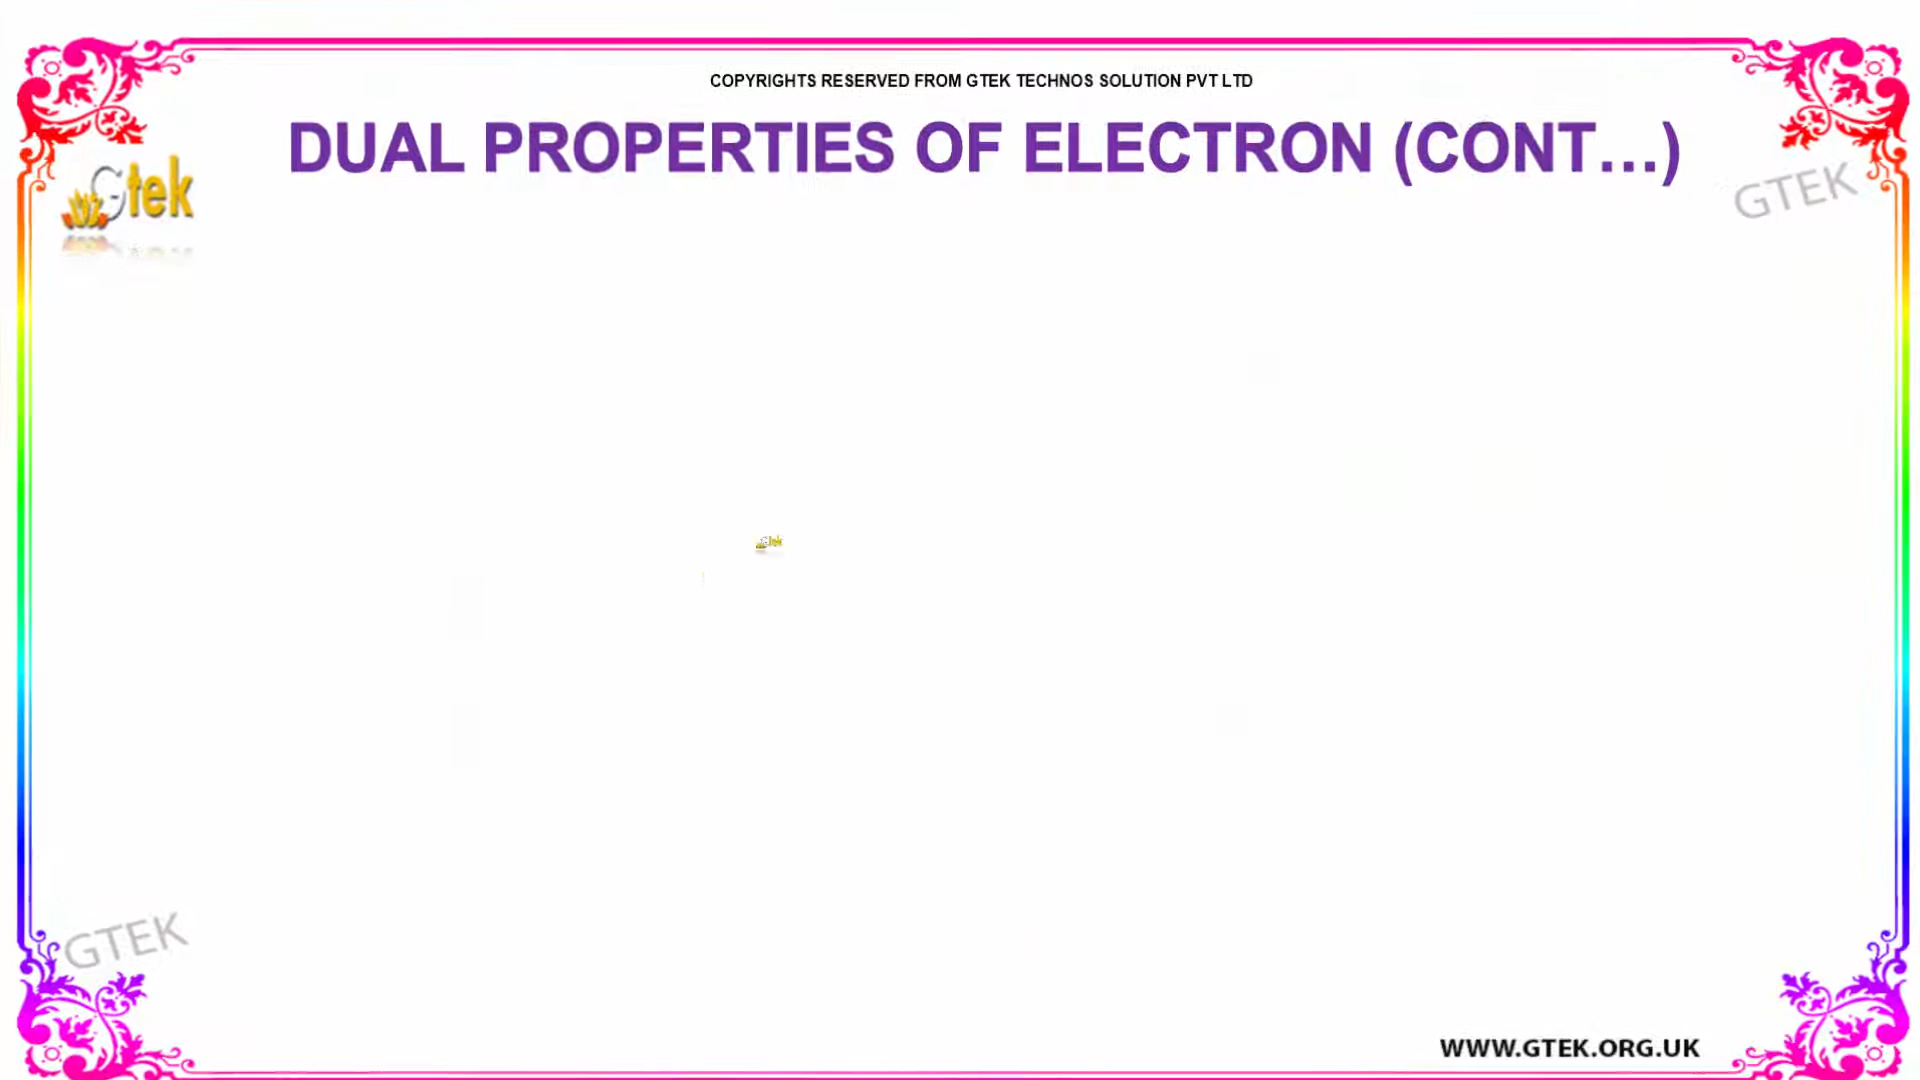 COPYRIGHTS RESERVED FROM GTEK TECHNOS SOLUTION PVT LTD
DUAL PROPERTIES OF ELECTRON (CONT...)
Gtek
GTEK
Gtek
GTEK
WWW.GTEK.ORG.UK